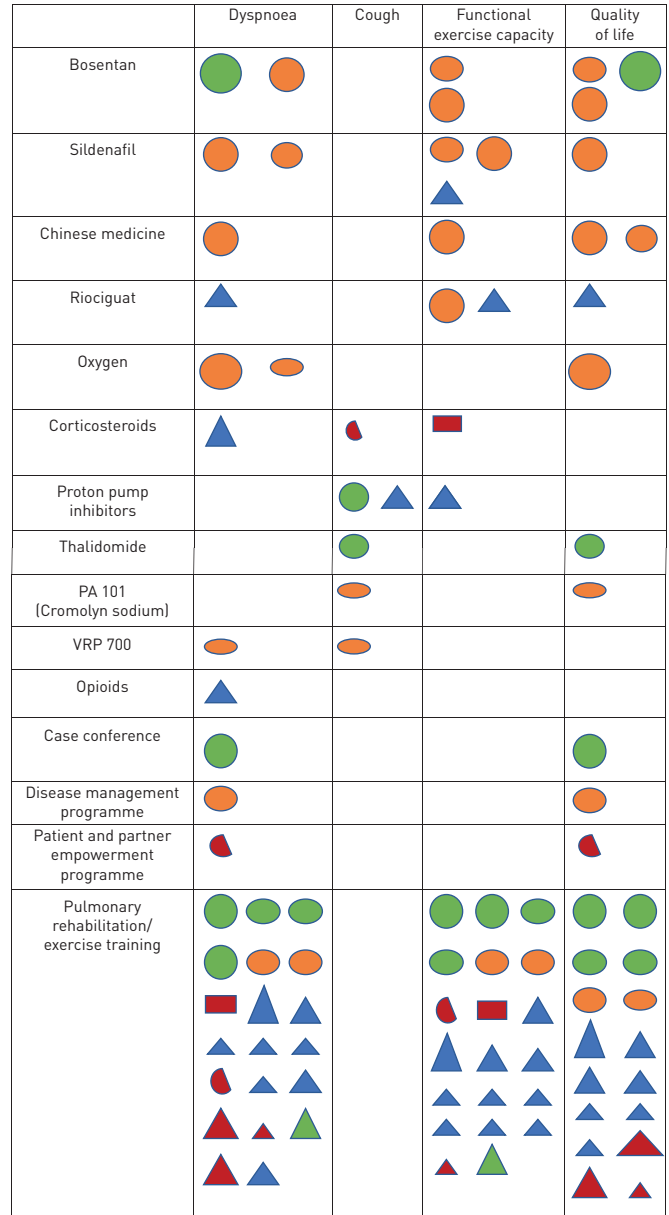 Dyspnoea
Cough
Functional
exercise capacity
Quality
of life
Bosentan
Sildenafil
Chinese medicine
Riociguat
Oxygen
Corticosteroids
Proton pump
inhibitors
Thalidomide
PA 101
(Cromolyn sodium)
VRP 700
Opioids
Case conference
Disease management
programme
Patient and partner
empowerment
programme
Pulmonary
rehabilitation/
exercise training